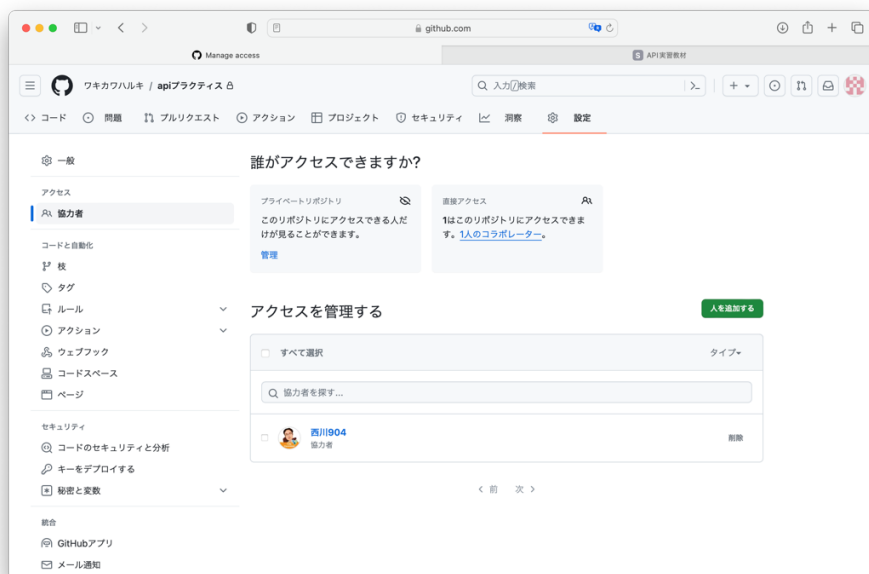 github.com
Manage access
API実習教材
ワキカワハルキ / apiプラクティス
入力/検索
コード 問題 プルリクエスト アクション プロジェクト セキュリティ 洞察 設定
一般
アクセス
協力者
コードと自動化
枝
タグ
ルール
アクション
ウェブフック
コードスペース
ページ
セキュリティ
コードのセキュリティと分析
キーをデプロイする
秘密と変数
統合
GitHubアプリ
メール通知
誰がアクセスできますか?
プライベートリポジトリ
このリポジトリにアクセスできる人だ
けが見ることができます。
管理
直接アクセス
1はこのリポジトリにアクセスできま
す。1人のコラボレーター。
アクセスを管理する
人を追加する
すべて選択
タイプ
協力者を探す...
西川904
協力者
削除
前 次